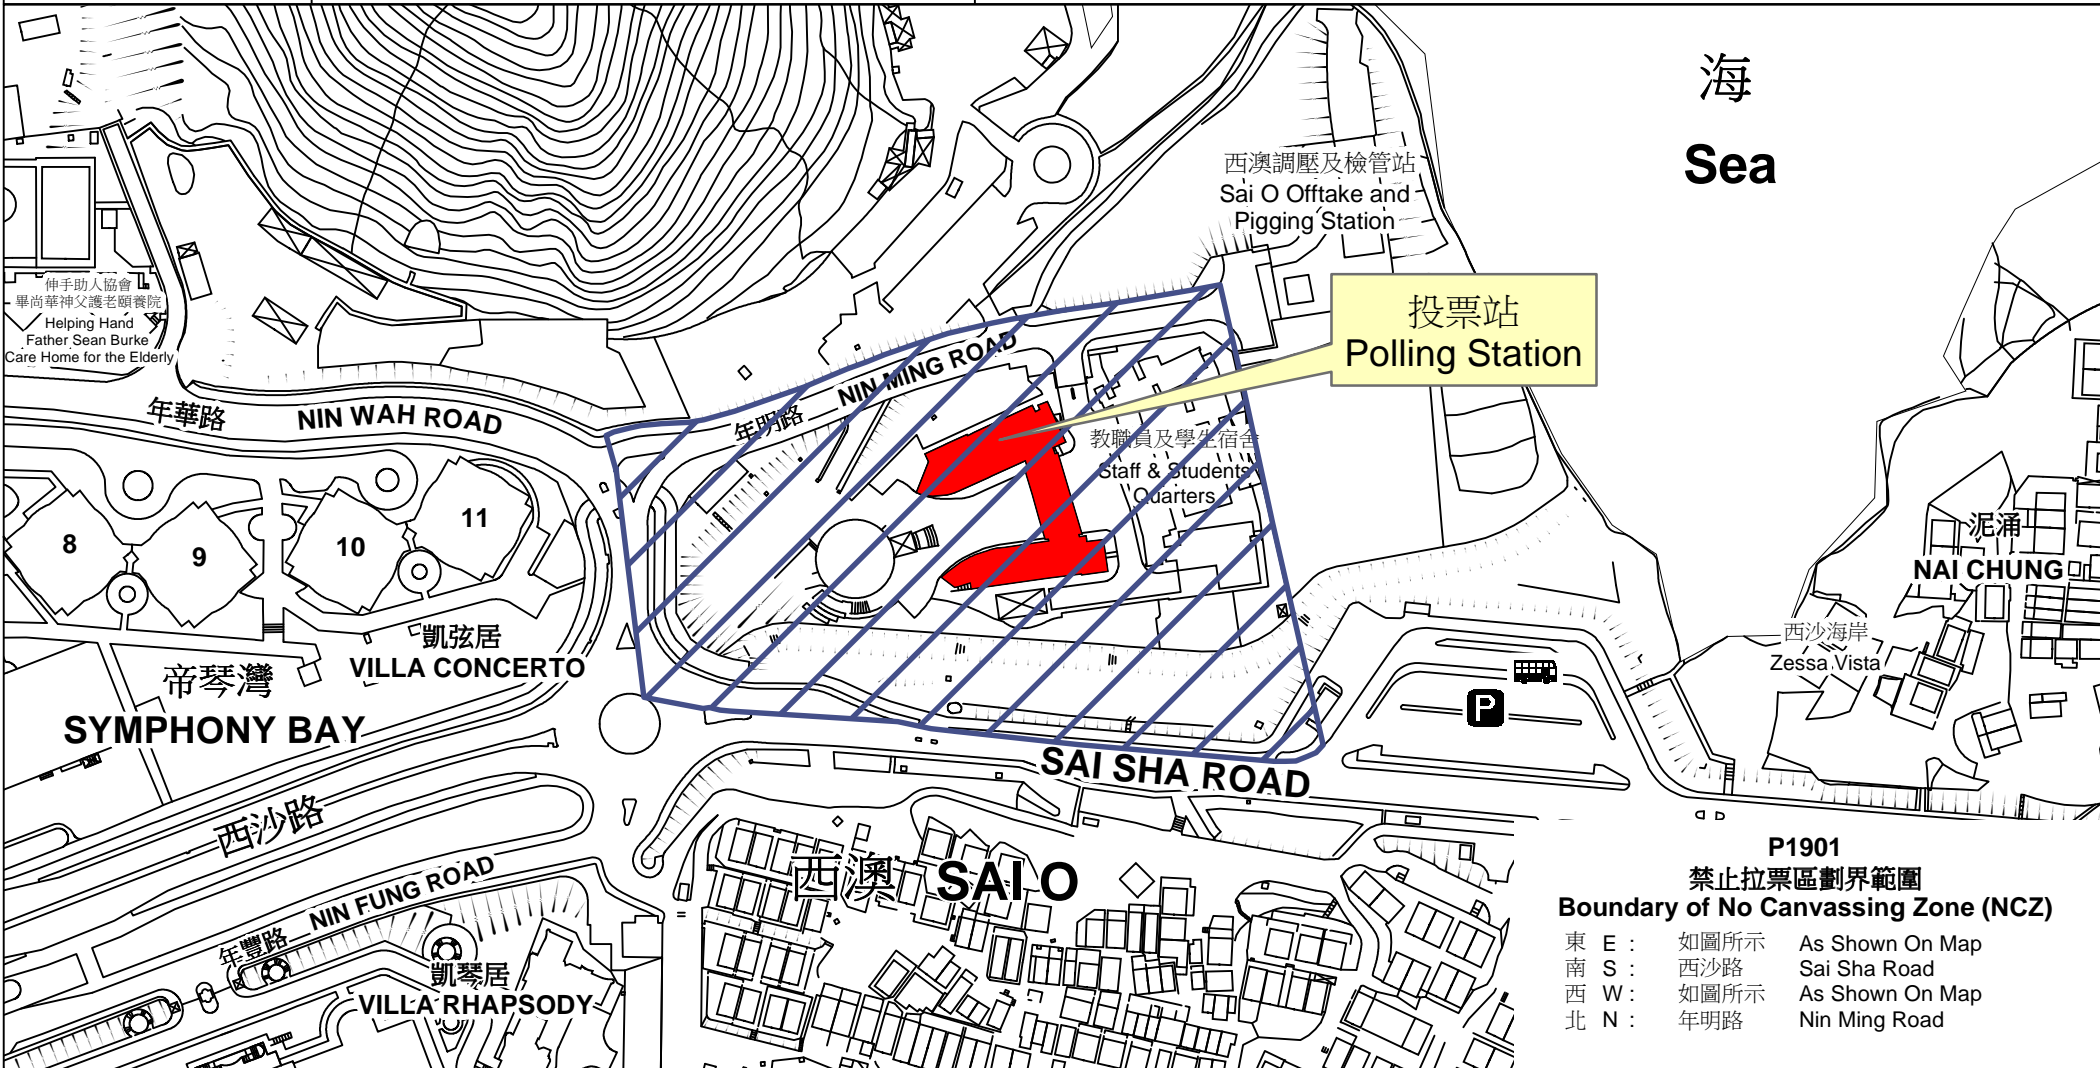 海
Sea
西澳調壓及檢管站
Sai O Offtake and
Pigging Station
投票站
Polling Station
伸手助人協會
畢尚華神父護老頤養院
Helping Hand
Father Sean Burke
Care Home for the Elderly
年華路 NIN WAH ROAD
年明路 NIN MING ROAD
教職員及學生宿舍
Staff & Students
Quarters
8
9
10
11
凱弦居
VILLA CONCERTO
帝琴灣
SYMPHONY BAY
泥涌
NAI CHUNG
西沙海岸
Zessa Vista
P
西沙路
SAI SHA ROAD
西澳 SAI O
年豐路 NIN FUNG ROAD
凱琴居
VILLA RHAPSODY
P1901
禁止拉票區劃界範圍
Boundary of No Canvassing Zone (NCZ)
東 E : 如圖所示 As Shown On Map
南 S : 西沙路 Sai Sha Road
西 W : 如圖所示 As Shown On Map
北 N : 年明路 Nin Ming Road